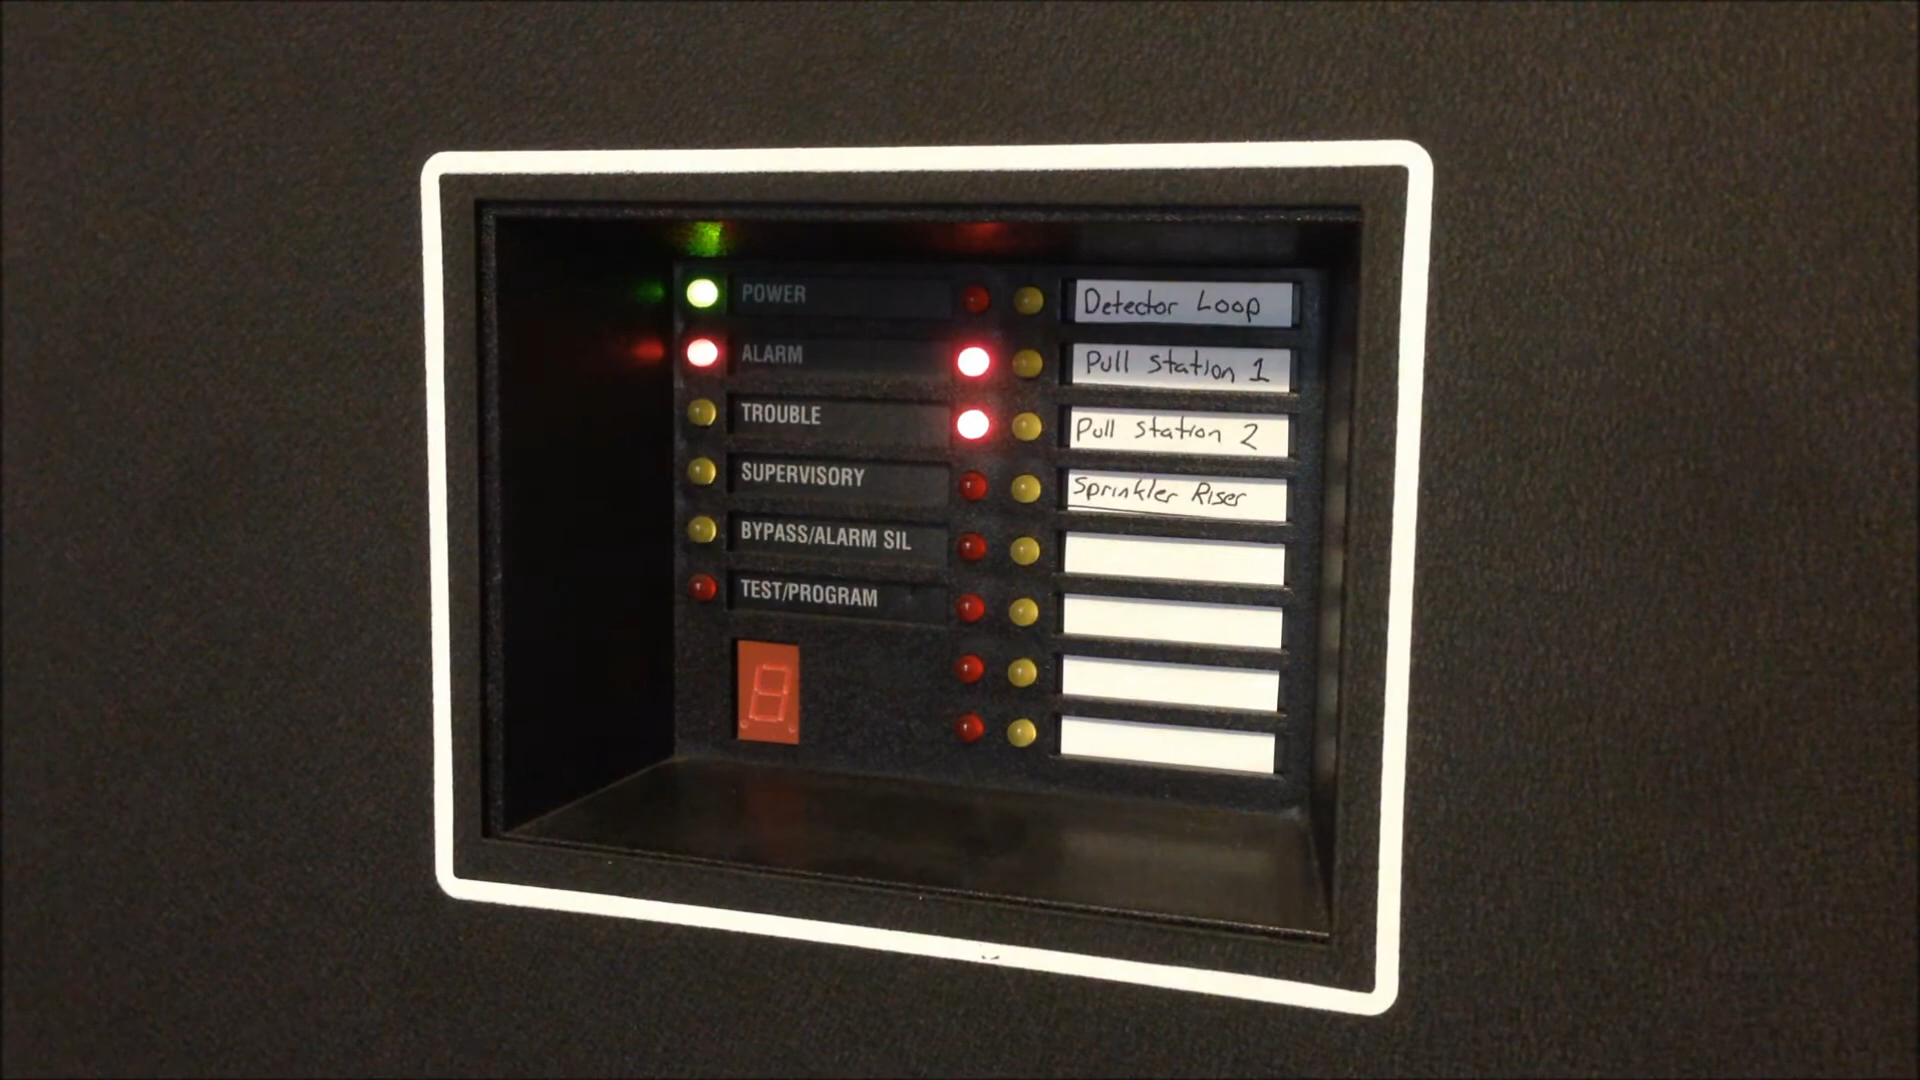 POWER
ALARM
TROUBLE
SUPERVISORY
BYPASS/ALARM SIL
TEST/PROGRAM
Detector Loop
Pull Station 1
Pull Station 2
Sprinkler Riser